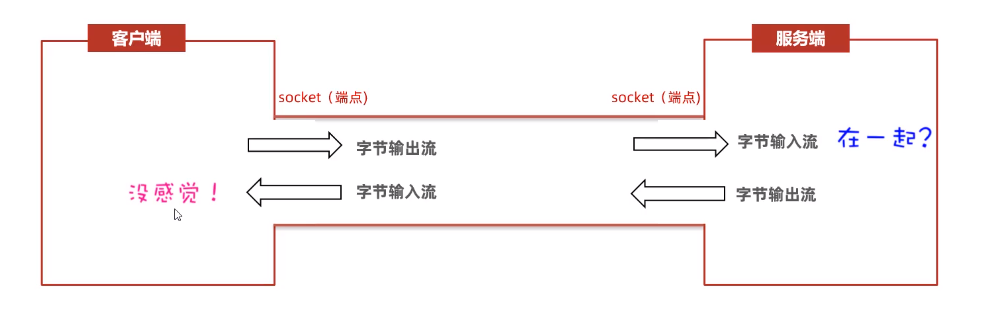 客户端
服务端
socket（端点）
socket（端点）
字节输出流
字节输入流
在一起？
没感觉！
字节输入流
字节输出流